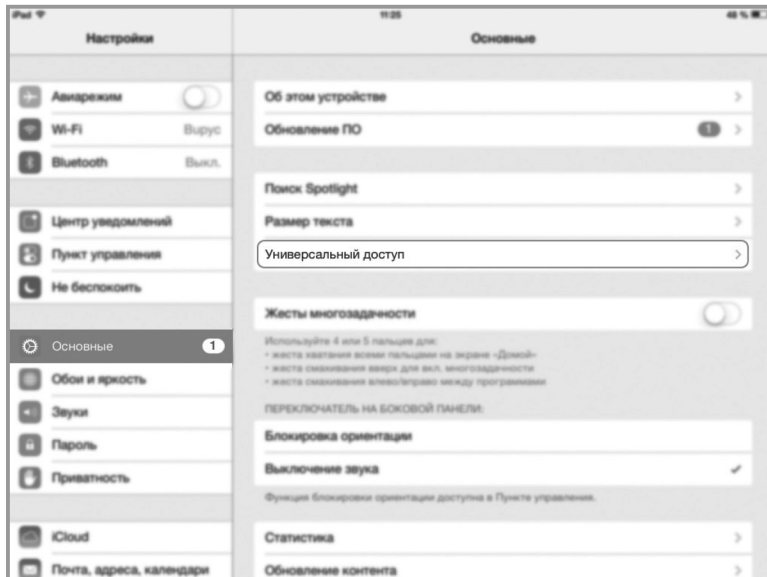 iPad
11:25
48 %
Настройки
Основные
Авиарежим
Wi-Fi
Вирус
Bluetooth
Выкл.
Центр уведомлений
Пункт управления
Не беспокоить
Основные
1
Обои и яркость
Звуки
Пароль
Приватность
iCloud
Почта, адреса, календари
Об этом устройстве
Обновление ПО
1
Поиск Spotlight
Размер текста
Универсальный доступ
Жесты многозадачности
Используйте 4 или 5 пальцев для:
• жеста хватания всеми пальцами на экране «Домой»
• жеста смахивания вверх для вкл. многозадачности
• жеста смахивания влево/вправо между программами
ПЕРЕКЛЮЧАТЕЛЬ НА БОКОВОЙ ПАНЕЛИ:
Блокировка ориентации
Выключение звука
Функция блокировки ориентации доступна в Пункте управления.
Статистика
Обновление контента